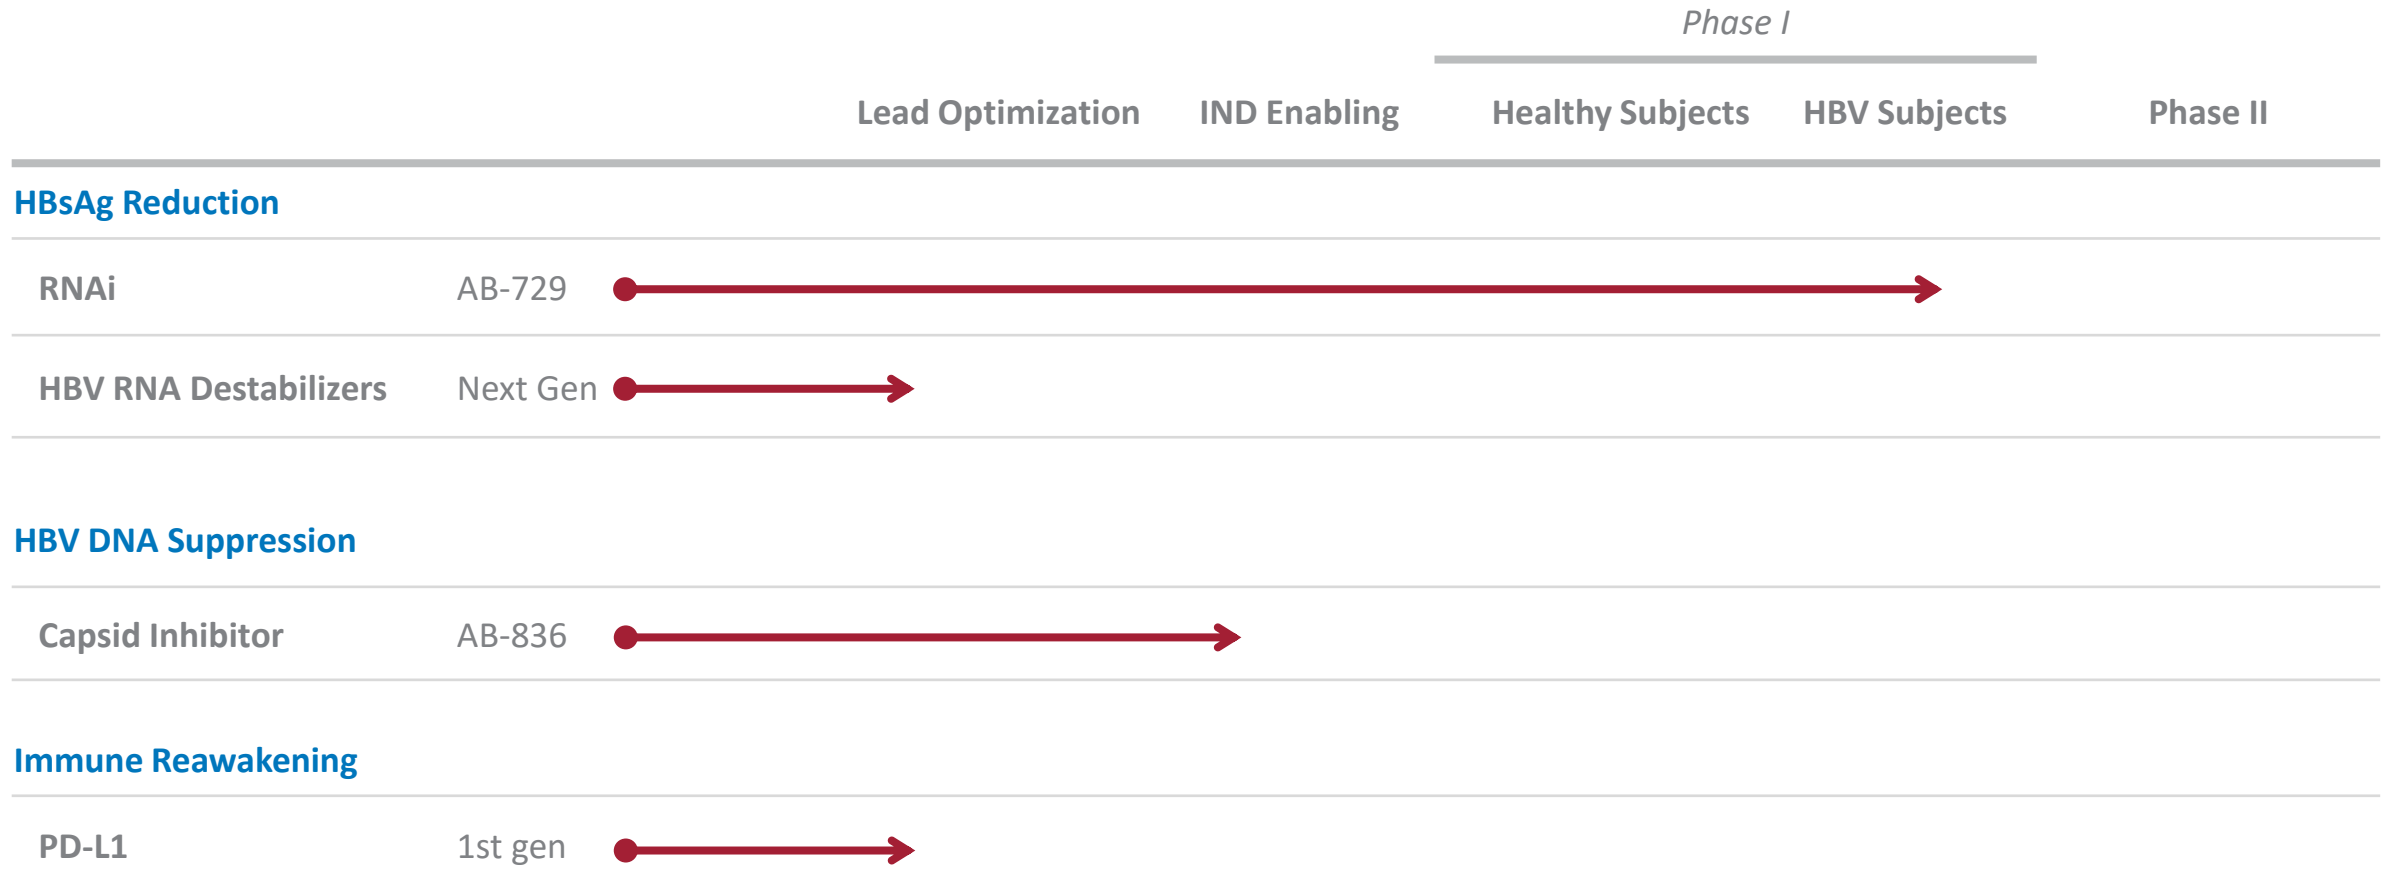 Phase I
Lead Optimization IND Enabling Healthy Subjects HBV Subjects Phase II
HBsAg Reduction
RNAi AB-729
HBV RNA Destabilizers Next Gen
HBV DNA Suppression
Capsid Inhibitor AB-836
Immune Reawakening
PD-L1 1st gen